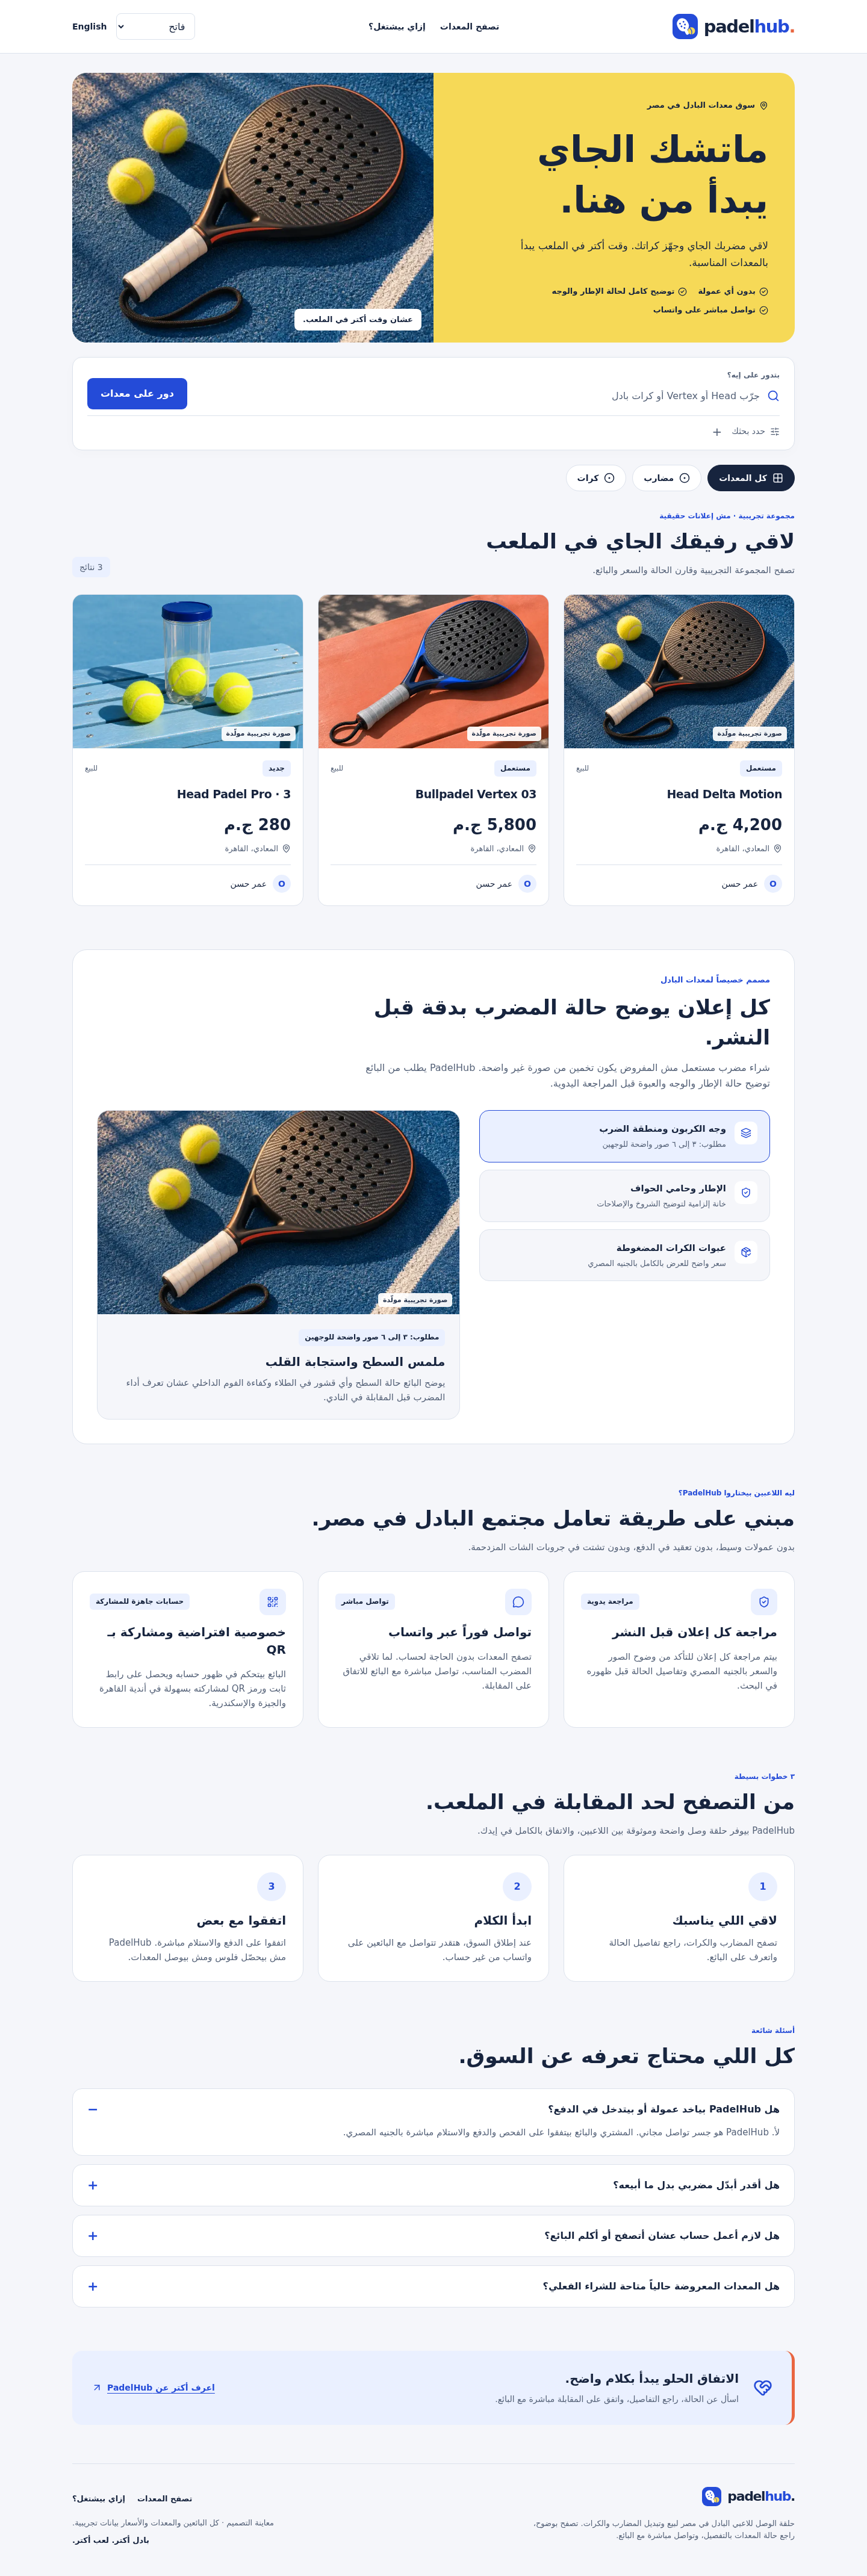 padelhub.
تصفح المعدات
إزاي بيشتغل؟
فاتح
English
سوق معدات البادل في مصر
ماتشك الجاي
يبدأ من هنا.
لاقي مضربك الجاي وجهّز كراتك. وقت أكتر في الملعب يبدأ
بالمعدات المناسبة.
بدون أي عمولة
توضيح كامل لحالة الإطار والوجه
تواصل مباشر على واتساب
عشان وقت أكتر في الملعب.
بتدور على إيه؟
جرّب Head أو Vertex أو كرات بادل
دور على معدات
حدد بحثك
كل المعدات
مضارب
كرات
مجموعة تجريبية · مش إعلانات حقيقية
لاقي رفيقك الجاي في الملعب
تصفح المجموعة التجريبية وقارن الحالة والسعر والبائع.
3 نتائج
صورة تجريبية مولّدة
مستعمل
للبيع
Head Delta Motion
4,200 ج.م
المعادي، القاهرة
O
عمر حسن
صورة تجريبية مولّدة
مستعمل
للبيع
Bullpadel Vertex 03
5,800 ج.م
المعادي، القاهرة
O
عمر حسن
صورة تجريبية مولّدة
جديد
للبيع
Head Padel Pro · 3
280 ج.م
المعادي، القاهرة
O
عمر حسن
مصمم خصيصاً لمعدات البادل
كل إعلان يوضح حالة المضرب بدقة قبل
النشر.
شراء مضرب مستعمل مش المفروض يكون تخمين من صورة غير واضحة. PadelHub يطلب من البائع
توضيح حالة الإطار والوجه والعبوة قبل المراجعة اليدوية.
وجه الكربون ومنطقة الضرب
مطلوب: ٣ إلى ٦ صور واضحة للوجهين
الإطار وحامي الحواف
خانة إلزامية لتوضيح الشروخ والإصلاحات
عبوات الكرات المضغوطة
سعر واضح للعرض بالكامل بالجنيه المصري
صورة تجريبية مولّدة
مطلوب: ٣ إلى ٦ صور واضحة للوجهين
ملمس السطح واستجابة القلب
يوضح البائع حالة السطح وأي قشور في الطلاء وكفاءة الفوم الداخلي عشان تعرف أداء
المضرب قبل المقابلة في النادي.
ليه اللاعبين بيختاروا PadelHub؟
مبني على طريقة تعامل مجتمع البادل في مصر.
بدون عمولات وسيط، بدون تعقيد في الدفع، وبدون تشتت في جروبات الشات المزدحمة.
مراجعة يدوية
مراجعة كل إعلان قبل النشر
بيتم مراجعة كل إعلان للتأكد من وضوح الصور
والسعر بالجنيه المصري وتفاصيل الحالة قبل ظهوره
في البحث.
تواصل مباشر
تواصل فوراً عبر واتساب
تصفح المعدات بدون الحاجة لحساب. لما تلاقي
المضرب المناسب، تواصل مباشرة مع البائع للاتفاق
على المقابلة.
حسابات جاهزة للمشاركة
خصوصية افتراضية ومشاركة بـ
QR
البائع بيتحكم في ظهور حسابه ويحصل على رابط
ثابت ورمز QR لمشاركته بسهولة في أندية القاهرة
والجيزة والإسكندرية.
٣ خطوات بسيطة
من التصفح لحد المقابلة في الملعب.
PadelHub بيوفر حلقة وصل واضحة وموثوقة بين اللاعبين، والاتفاق بالكامل في إيدك.
1
لاقي اللي يناسبك
تصفح المضارب والكرات، راجع تفاصيل الحالة
واتعرف على البائع.
2
ابدأ الكلام
عند إطلاق السوق، هتقدر تتواصل مع البائعين على
واتساب من غير حساب.
3
اتفقوا مع بعض
اتفقوا على الدفع والاستلام مباشرة. PadelHub
مش بيحصّل فلوس ومش بيوصل المعدات.
أسئلة شائعة
كل اللي محتاج تعرفه عن السوق.
هل PadelHub بياخد عمولة أو بيتدخل في الدفع؟
لأ. PadelHub هو جسر تواصل مجاني. المشتري والبائع بيتفقوا على الفحص والدفع والاستلام مباشرة بالجنيه المصري.
هل أقدر أبدّل مضربي بدل ما أبيعه؟
هل لازم أعمل حساب عشان أتصفح أو أكلم البائع؟
هل المعدات المعروضة حالياً متاحة للشراء الفعلي؟
الاتفاق الحلو يبدأ بكلام واضح.
اسأل عن الحالة، راجع التفاصيل، واتفق على المقابلة مباشرة مع البائع.
اعرف أكتر عن PadelHub
padelhub.
حلقة الوصل للاعبي البادل في مصر لبيع وتبديل المضارب والكرات. تصفح بوضوح،
راجع حالة المعدات بالتفصيل، وتواصل مباشرة مع البائع.
تصفح المعدات
إزاي بيشتغل؟
معاينة التصميم · كل البائعين والمعدات والأسعار بيانات تجريبية.
بادل أكتر. لعب أكتر.